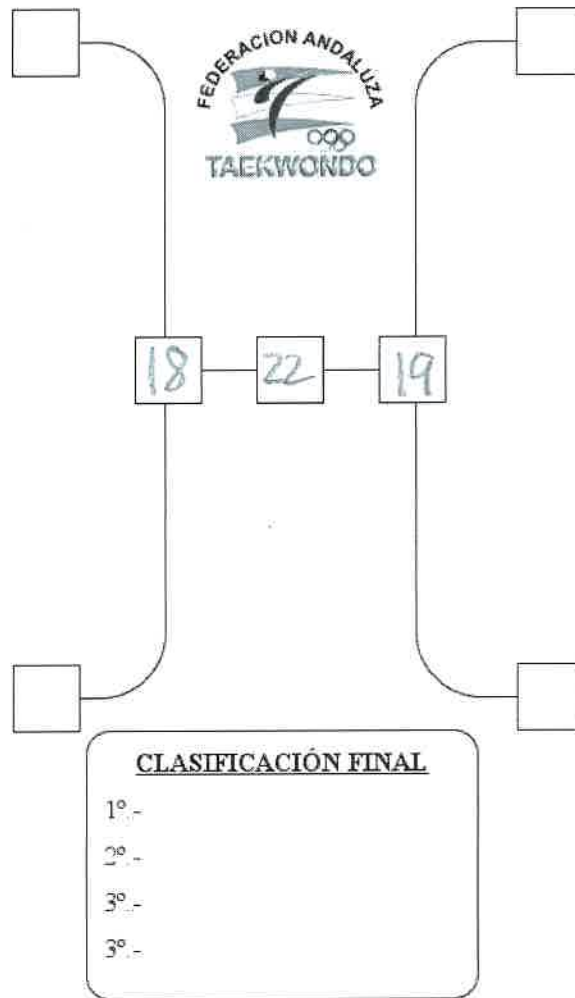 FEDERACION ANDALUZA
TAEKWONDO
18 22 19
CLASIFICACIÓN FINAL
1º.-
2º.-
3º.-
3º.-